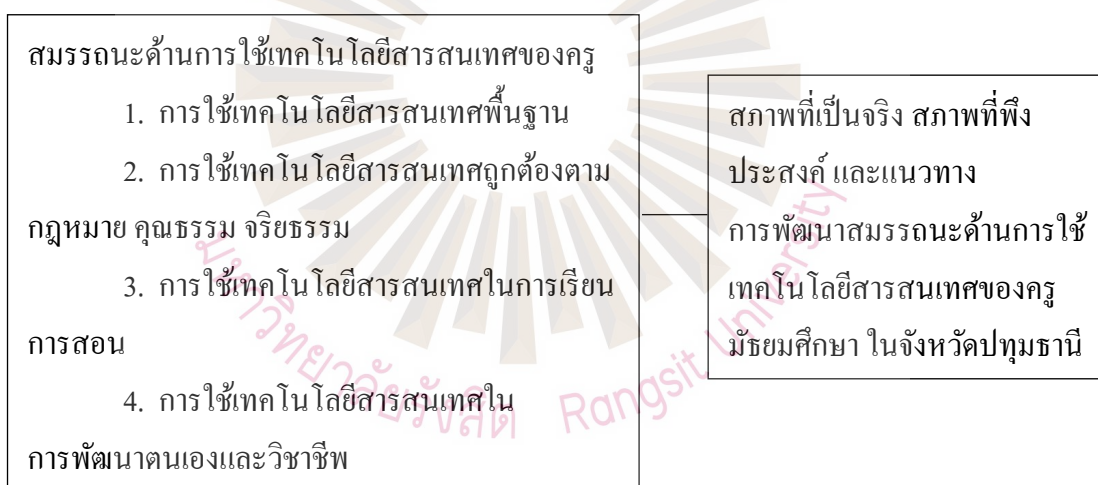 สมรรถนะด้านการใช้เทคโนโลยีสารสนเทศของครู
1. การใช้เทคโนโลยีสารสนเทศพื้นฐาน
2. การใช้เทคโนโลยีสารสนเทศถูกต้องตาม
กฎหมาย คุณธรรม จริยธรรม
3. การใช้เทคโนโลยีสารสนเทศในการเรียน
การสอน
4. การใช้เทคโนโลยีสารสนเทศใน
การพัฒนาตนเองและวิชาชีพ
สภาพที่เป็นจริง สภาพที่พึง
ประสงค์ และแนวทาง
การพัฒนาสมรรถนะด้านการใช้
เทคโนโลยีสารสนเทศของครู
มัธยมศึกษา ในจังหวัดปทุมธานี
มหาวิทยาลัยรังสิต Rangsit University